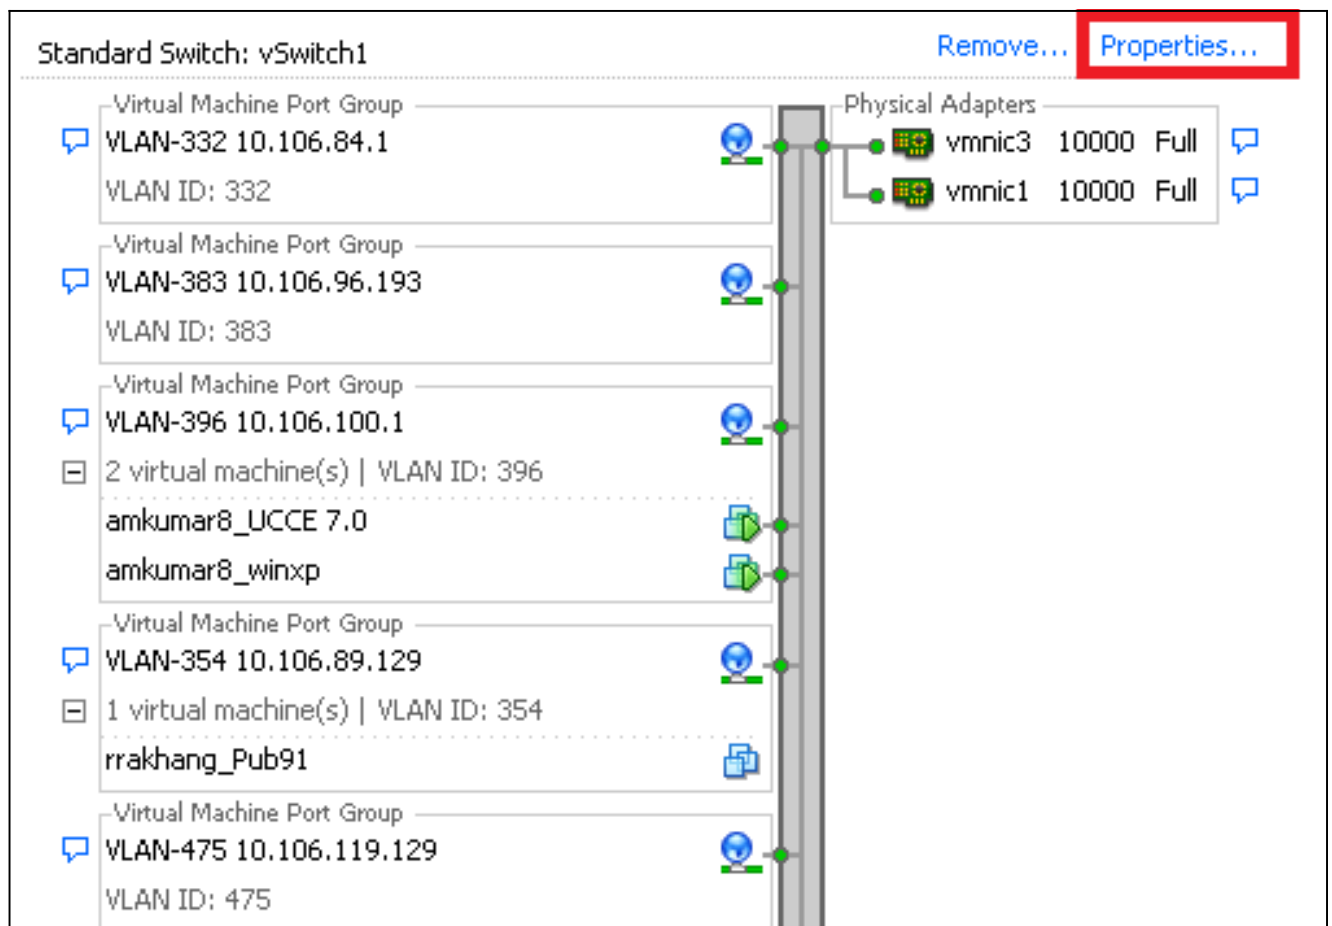 Standard Switch: vSwitch1 Remove... Properties...
Virtual Machine Port Group Physical Adapters
VLAN-332 10.106.84.1 vmnic3 10000 Full
VLAN ID: 332 vmnic1 10000 Full
Virtual Machine Port Group
VLAN-383 10.106.96.193
VLAN ID: 383
Virtual Machine Port Group
VLAN-396 10.106.100.1
2 virtual machine(s) | VLAN ID: 396
amkumar8_UCCE 7.0
amkumar8_winxp
Virtual Machine Port Group
VLAN-354 10.106.89.129
1 virtual machine(s) | VLAN ID: 354
rrakhang_Pub91
Virtual Machine Port Group
VLAN-475 10.106.119.129
VLAN ID: 475